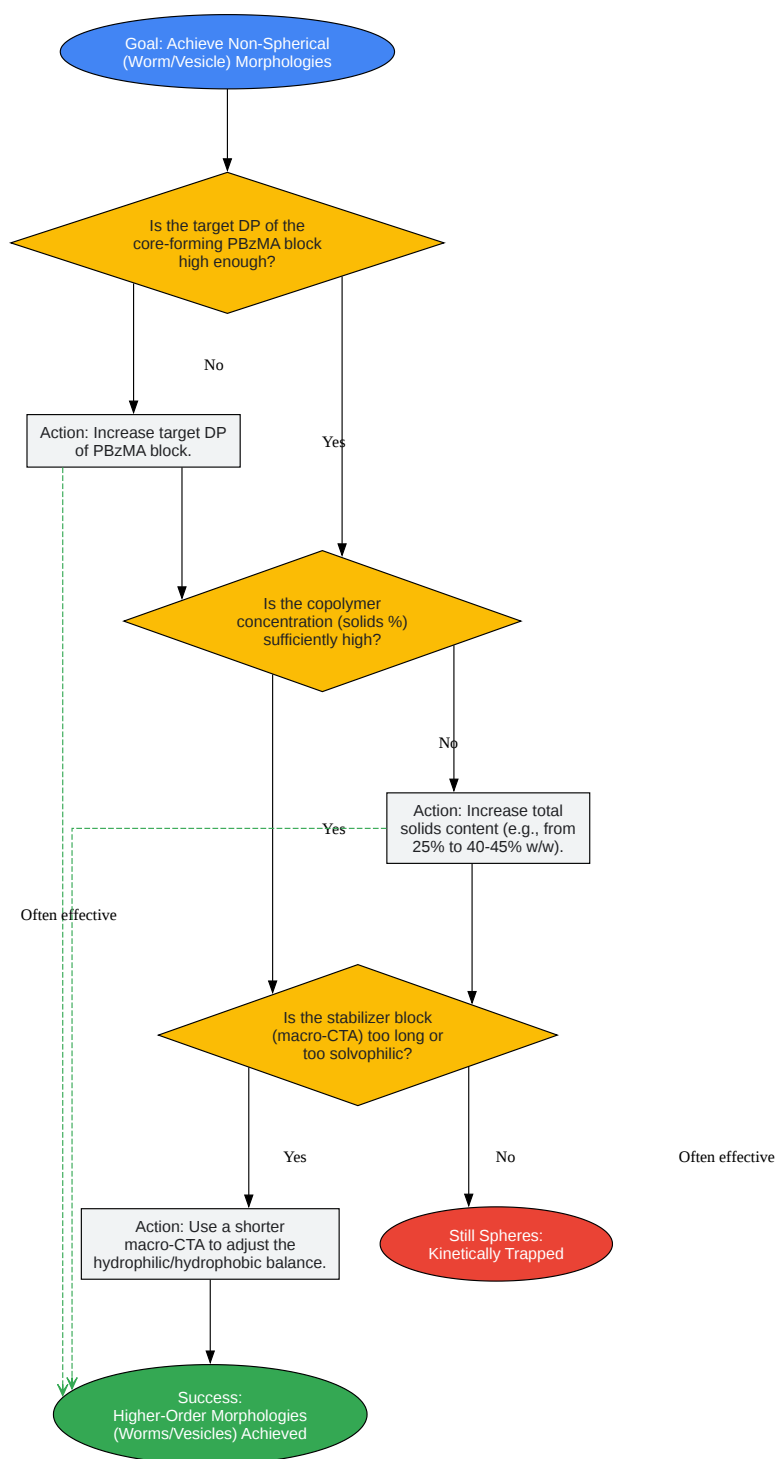 Goal: Achieve Non-Spherical
(Worm/Vesicle) Morphologies
Is the target DP of the
core-forming PBzMA block
high enough?
No
Action: Increase target DP
of PBzMA block.
Yes
Is the copolymer
concentration (solids %)
sufficiently high?
No
Action: Increase total
solids content (e.g., from
25% to 40-45% w/w).
Yes
Often effective
Is the stabilizer block
(macro-CTA) too long or
too solvophilic?
Yes
No
Often effective
Action: Use a shorter
macro-CTA to adjust the
hydrophilic/hydrophobic balance.
Still Spheres:
Kinetically Trapped
Success:
Higher-Order Morphologies
(Worms/Vesicles) Achieved